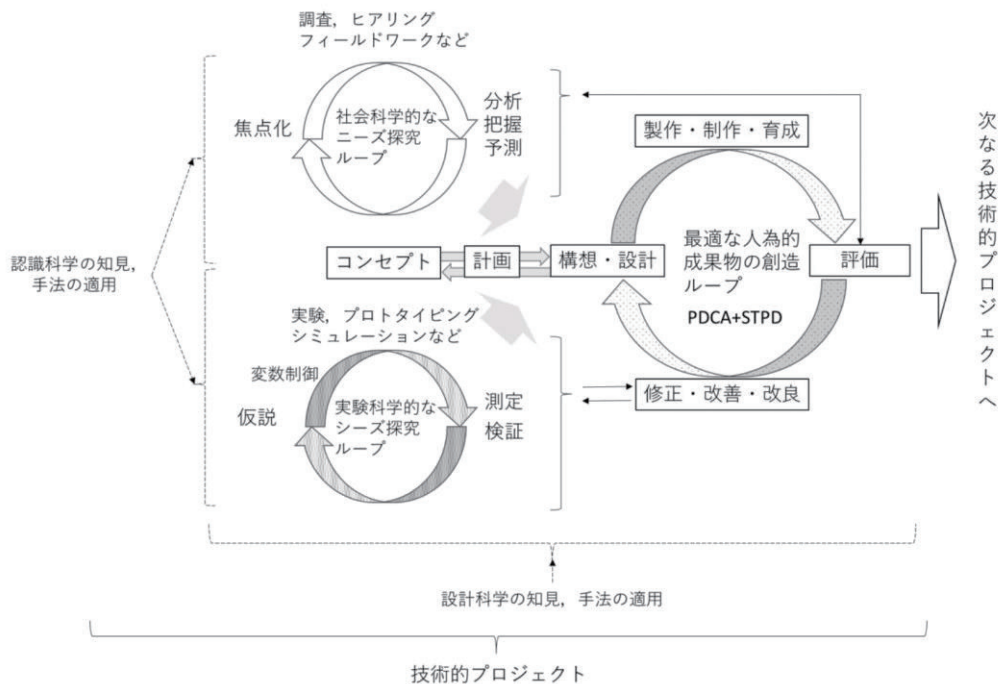 調査，ヒアリング
フィールドワークなど
焦点化
社会科学的な
ニーズ探究
ループ
分析
把握
予測
認識科学の知見，
手法の適用
コンセプト
計画
構想・設計
製作・制作・育成
最適な人為的
成果物の創造
ループ
PDCA+STPD
評価
修正・改善・改良
次なる技術的プロジェクトへ
実験，プロトタイピング
シミュレーションなど
変数制御
仮説
実験科学的な
シーズ探究
ループ
測定
検証
設計科学の知見，手法の適用
技術的プロジェクト